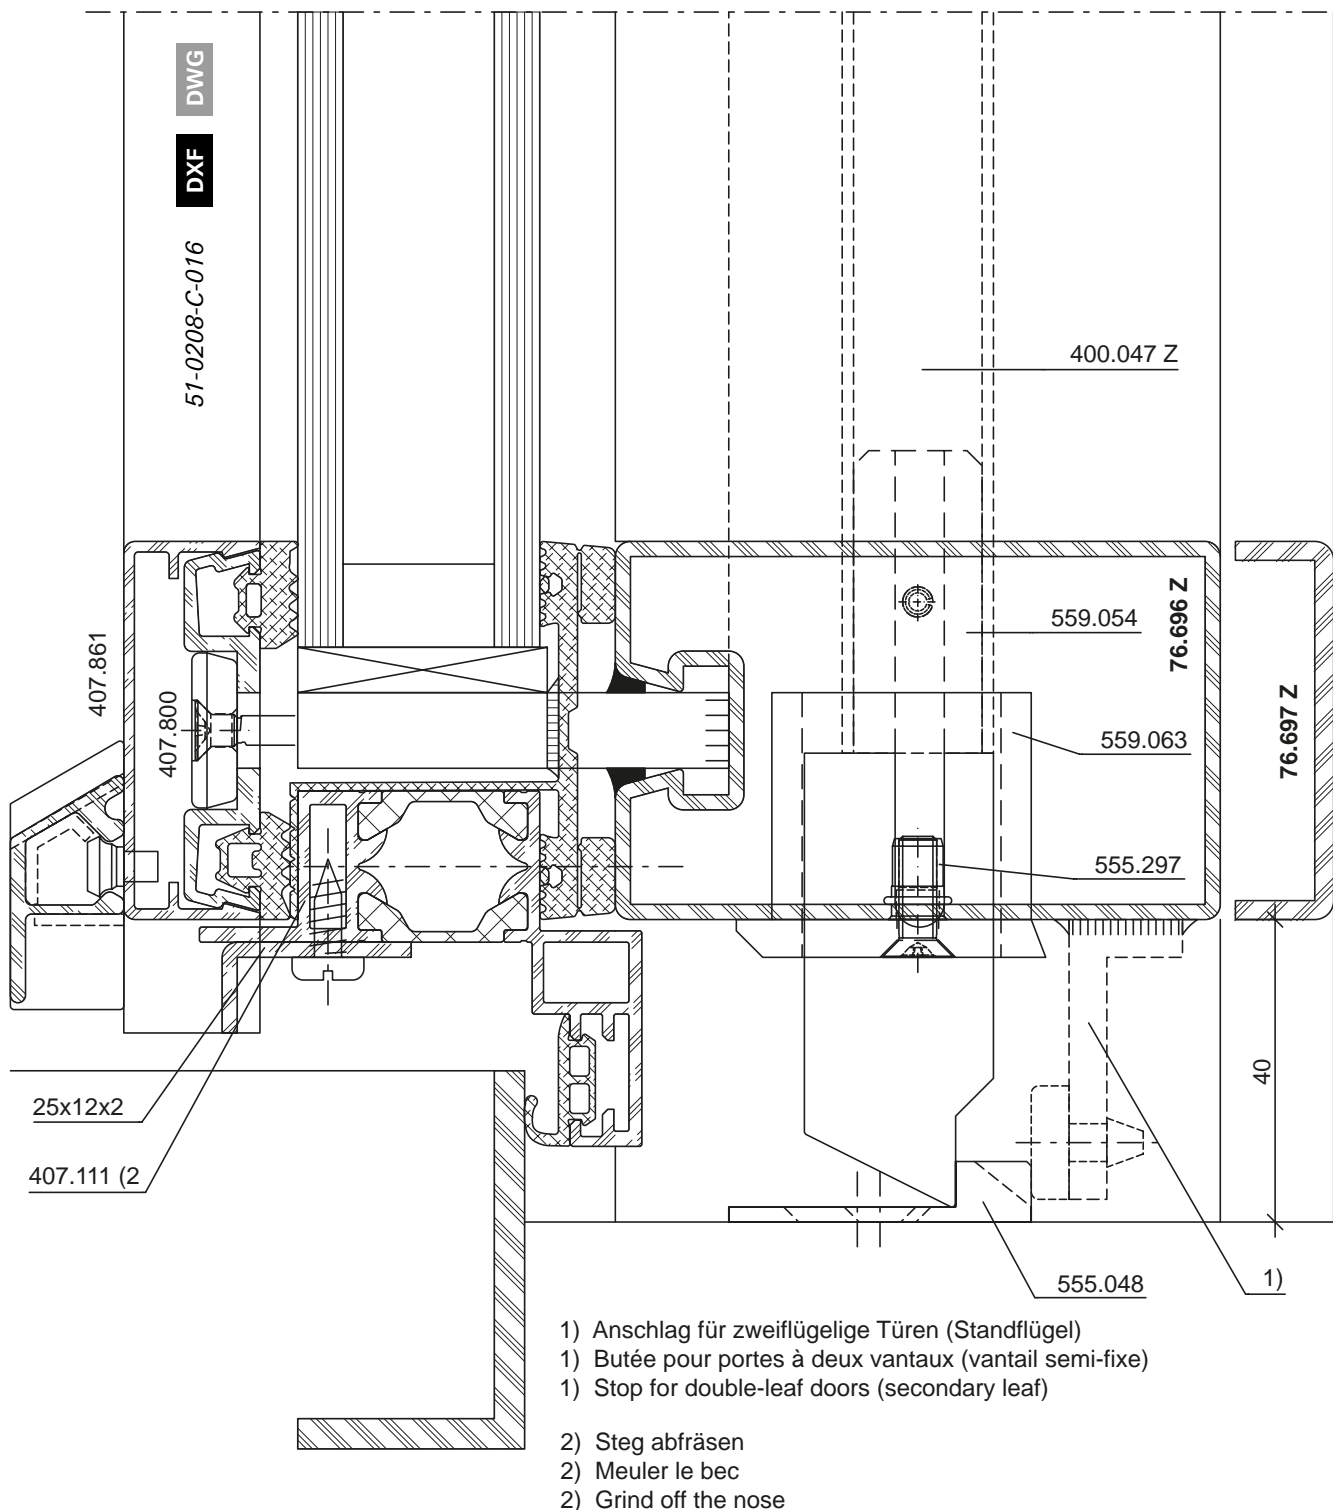 DWG
DXF
51-0208-C-016
400.047 Z
559.054
76.696 Z
407.861
407.800
559.063
76.697 Z
555.297
25x12x2
407.111 (2
40
555.048
1)
1) Anschlag für zweiflügelige Türen (Standflügel)
1) Butée pour portes à deux vantaux (vantail semi-fixe)
1) Stop for double-leaf doors (secondary leaf)
2) Steg abfräsen
2) Meuler le bec
2) Grind off the nose